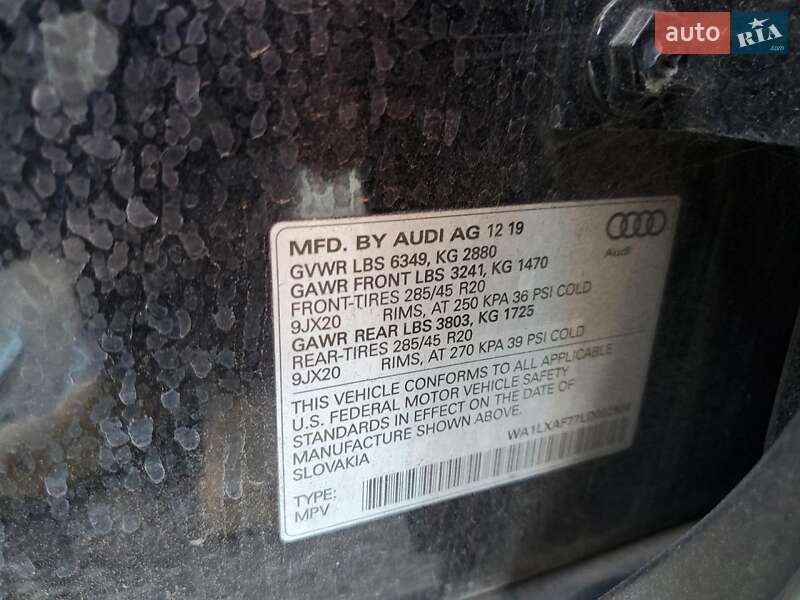 auto RIA .com
MFD. BY AUDI AG 12 19
GVWR LBS 6349, KG 2880
GAWR FRONT LBS 3241, KG 1470
FRONT-TIRES 285/45 R20
9JX20 RIMS, AT 250 KPA 36 PSI COLD
GAWR REAR LBS 3803, KG 1725
REAR-TIRES 285/45 R20
9JX20 RIMS, AT 270 KPA 39 PSI COLD
Audi
THIS VEHICLE CONFORMS TO ALL APPLICABLE
U.S. FEDERAL MOTOR VEHICLE SAFETY
STANDARDS IN EFFECT ON THE DATE OF
MANUFACTURE SHOWN ABOVE.
SLOVAKIA
TYPE:
MPV